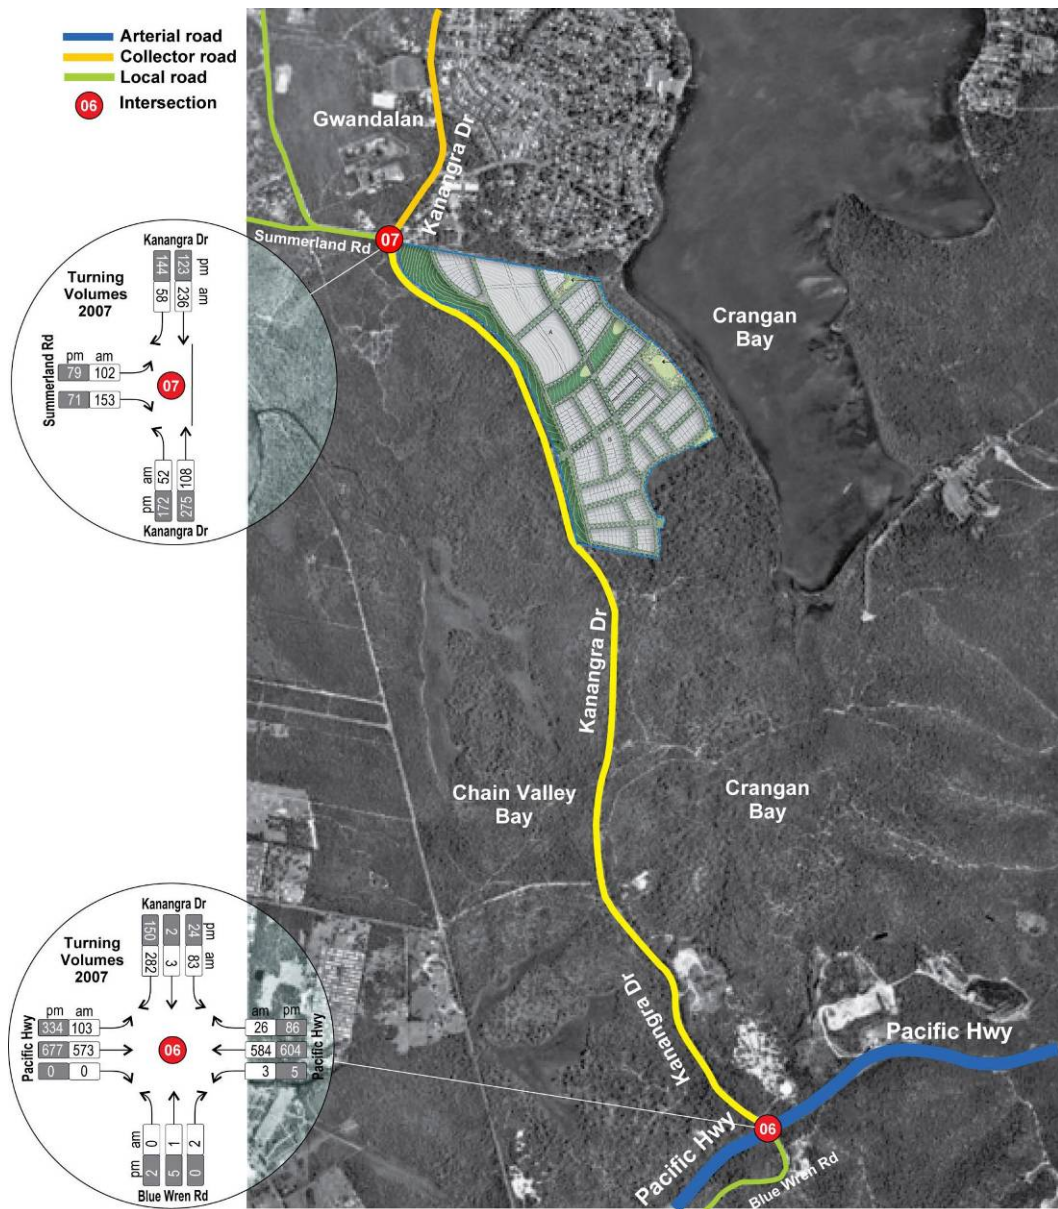 Arterial road
Collector road
Local road
06 Intersection
Gwandalan
Kanangra Dr
Summerland Rd
07
Kanangra Dr
Turning
Volumes
2007
144 123 pm
58 236 am
Summerland Rd
pm am
79 102
71 153
07
am 52 108
pm 172 275
Kanangra Dr
Crangan
Bay
Kanangra Dr
Chain Valley
Bay
Crangan
Bay
Kanangra Dr
Pacific Hwy
Pacific Hwy
06
Blue Wren Rd
Kanangra Dr
Turning
Volumes
2007
150 2 24 pm
282 3 83 am
Pacific Hwy
pm am
334 103
677 573
0 0
06
am pm
26 86
584 604
3 5
Pacific Hwy
am 0 1 2
pm 2 5 0
Blue Wren Rd